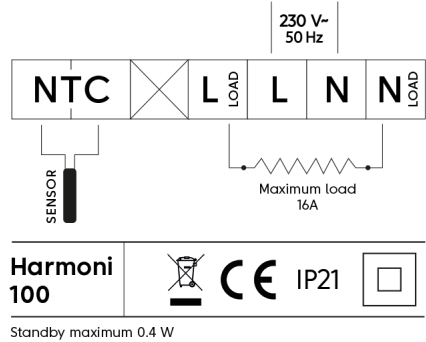 230 V~
50 Hz
NTC L LOAD L N N LOAD
SENSOR
Maximum load
16A
Harmoni
100
CE IP21
Standby maximum 0.4 W